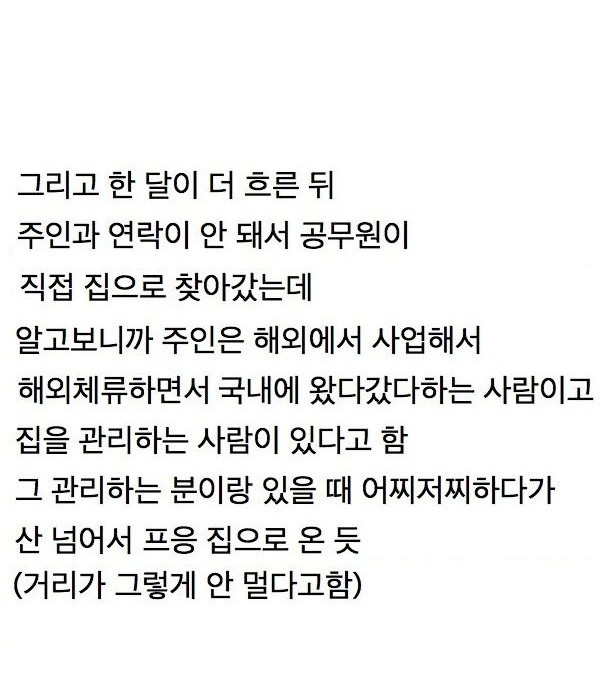 그리고 한 달이 더 흐른 뒤
주인과 연락이 안 돼서 공무원이
직접 집으로 찾아갔는데
알고보니까 주인은 해외에서 사업해서
해외체류하면서 국내에 왔다갔다하는 사람이고
집을 관리하는 사람이 있다고 함
그 관리하는 분이랑 있을 때 어찌저찌하다가
산 넘어서 프응 집으로 온 듯
(거리가 그렇게 안 멀다고함)